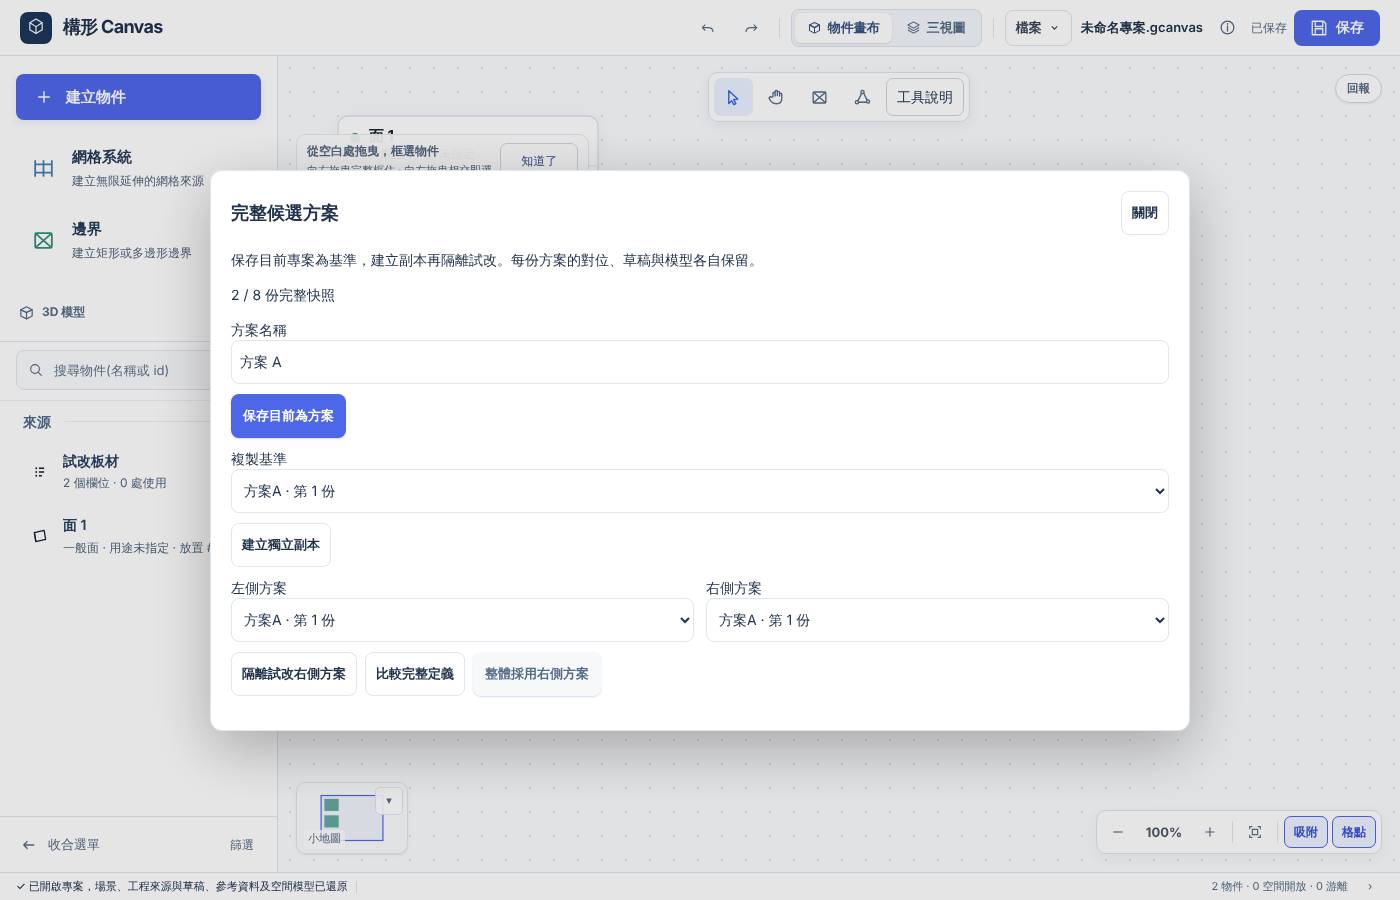 構形 Canvas
物件畫布
三視圖
檔案
未命名專案.gcanvas
已保存
保存
建立物件
工具說明
回報
面 1
從空白處拖曳，框選物件
知道了
網格系統
建立無限延伸的網格來源
邊界
建立矩形或多邊形邊界
3D 模型
搜尋物件(名稱或 id)
來源
試改板材
2 個欄位 · 0 處使用
面 1
一般面 · 用途未指定 · 放置
完整候選方案
關閉
保存目前專案為基準，建立副本再隔離試改。每份方案的對位、草稿與模型各自保留。
2 / 8 份完整快照
方案名稱
方案 A
保存目前為方案
複製基準
方案A · 第 1 份
建立獨立副本
左側方案
右側方案
方案A · 第 1 份
方案A · 第 1 份
隔離試改右側方案
比較完整定義
整體採用右側方案
小地圖
收合選單
篩選
100%
吸附
格點
已開啟專案，場景、工程來源與草稿、參考資料及空間模型已還原
2 物件 · 0 空間開放 · 0 游離